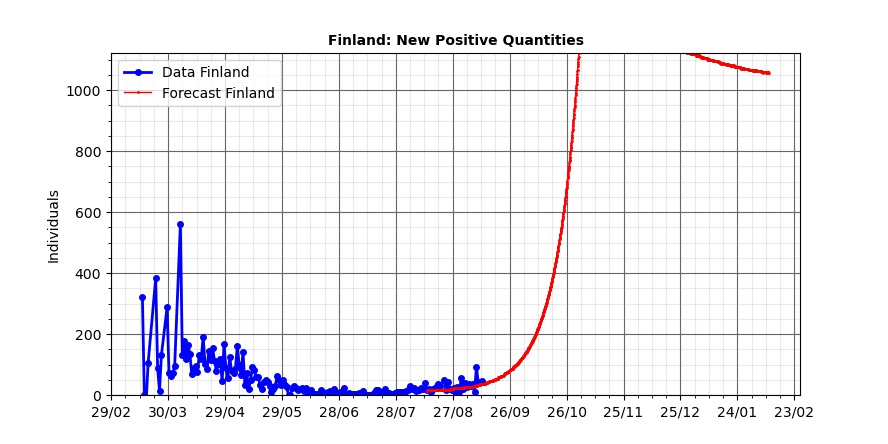 Finland: New Positive Quantities
Data Finland
Forecast Finland
Individuals
1000
800
600
400
200
0
29/02 30/03 29/04 29/05 28/06 28/07 27/08 26/09 26/10 25/11 25/12 24/01 23/02